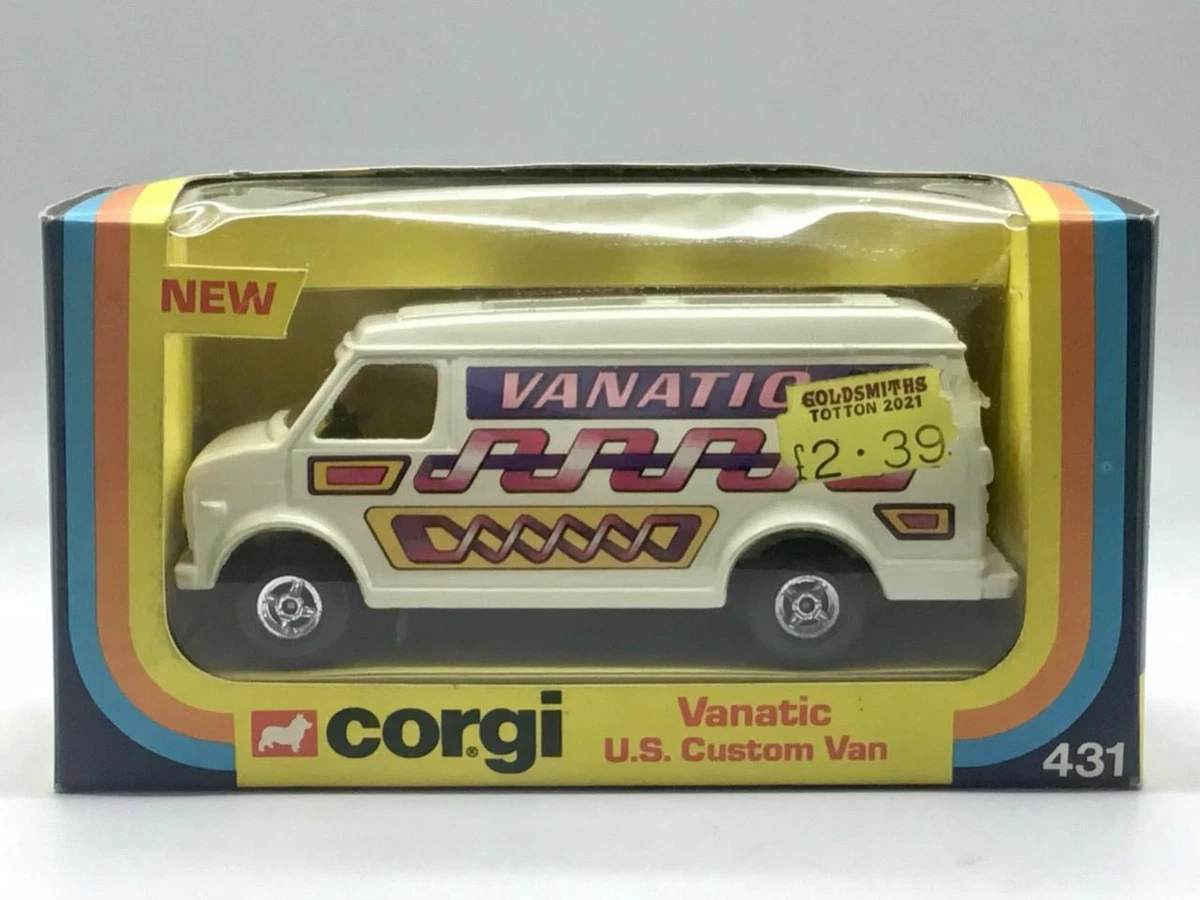 NEW
VANATIC
GOLDSMITHS
TOTTON 2021
£2.39
corgi®
Vanatic
U.S. Custom Van
431